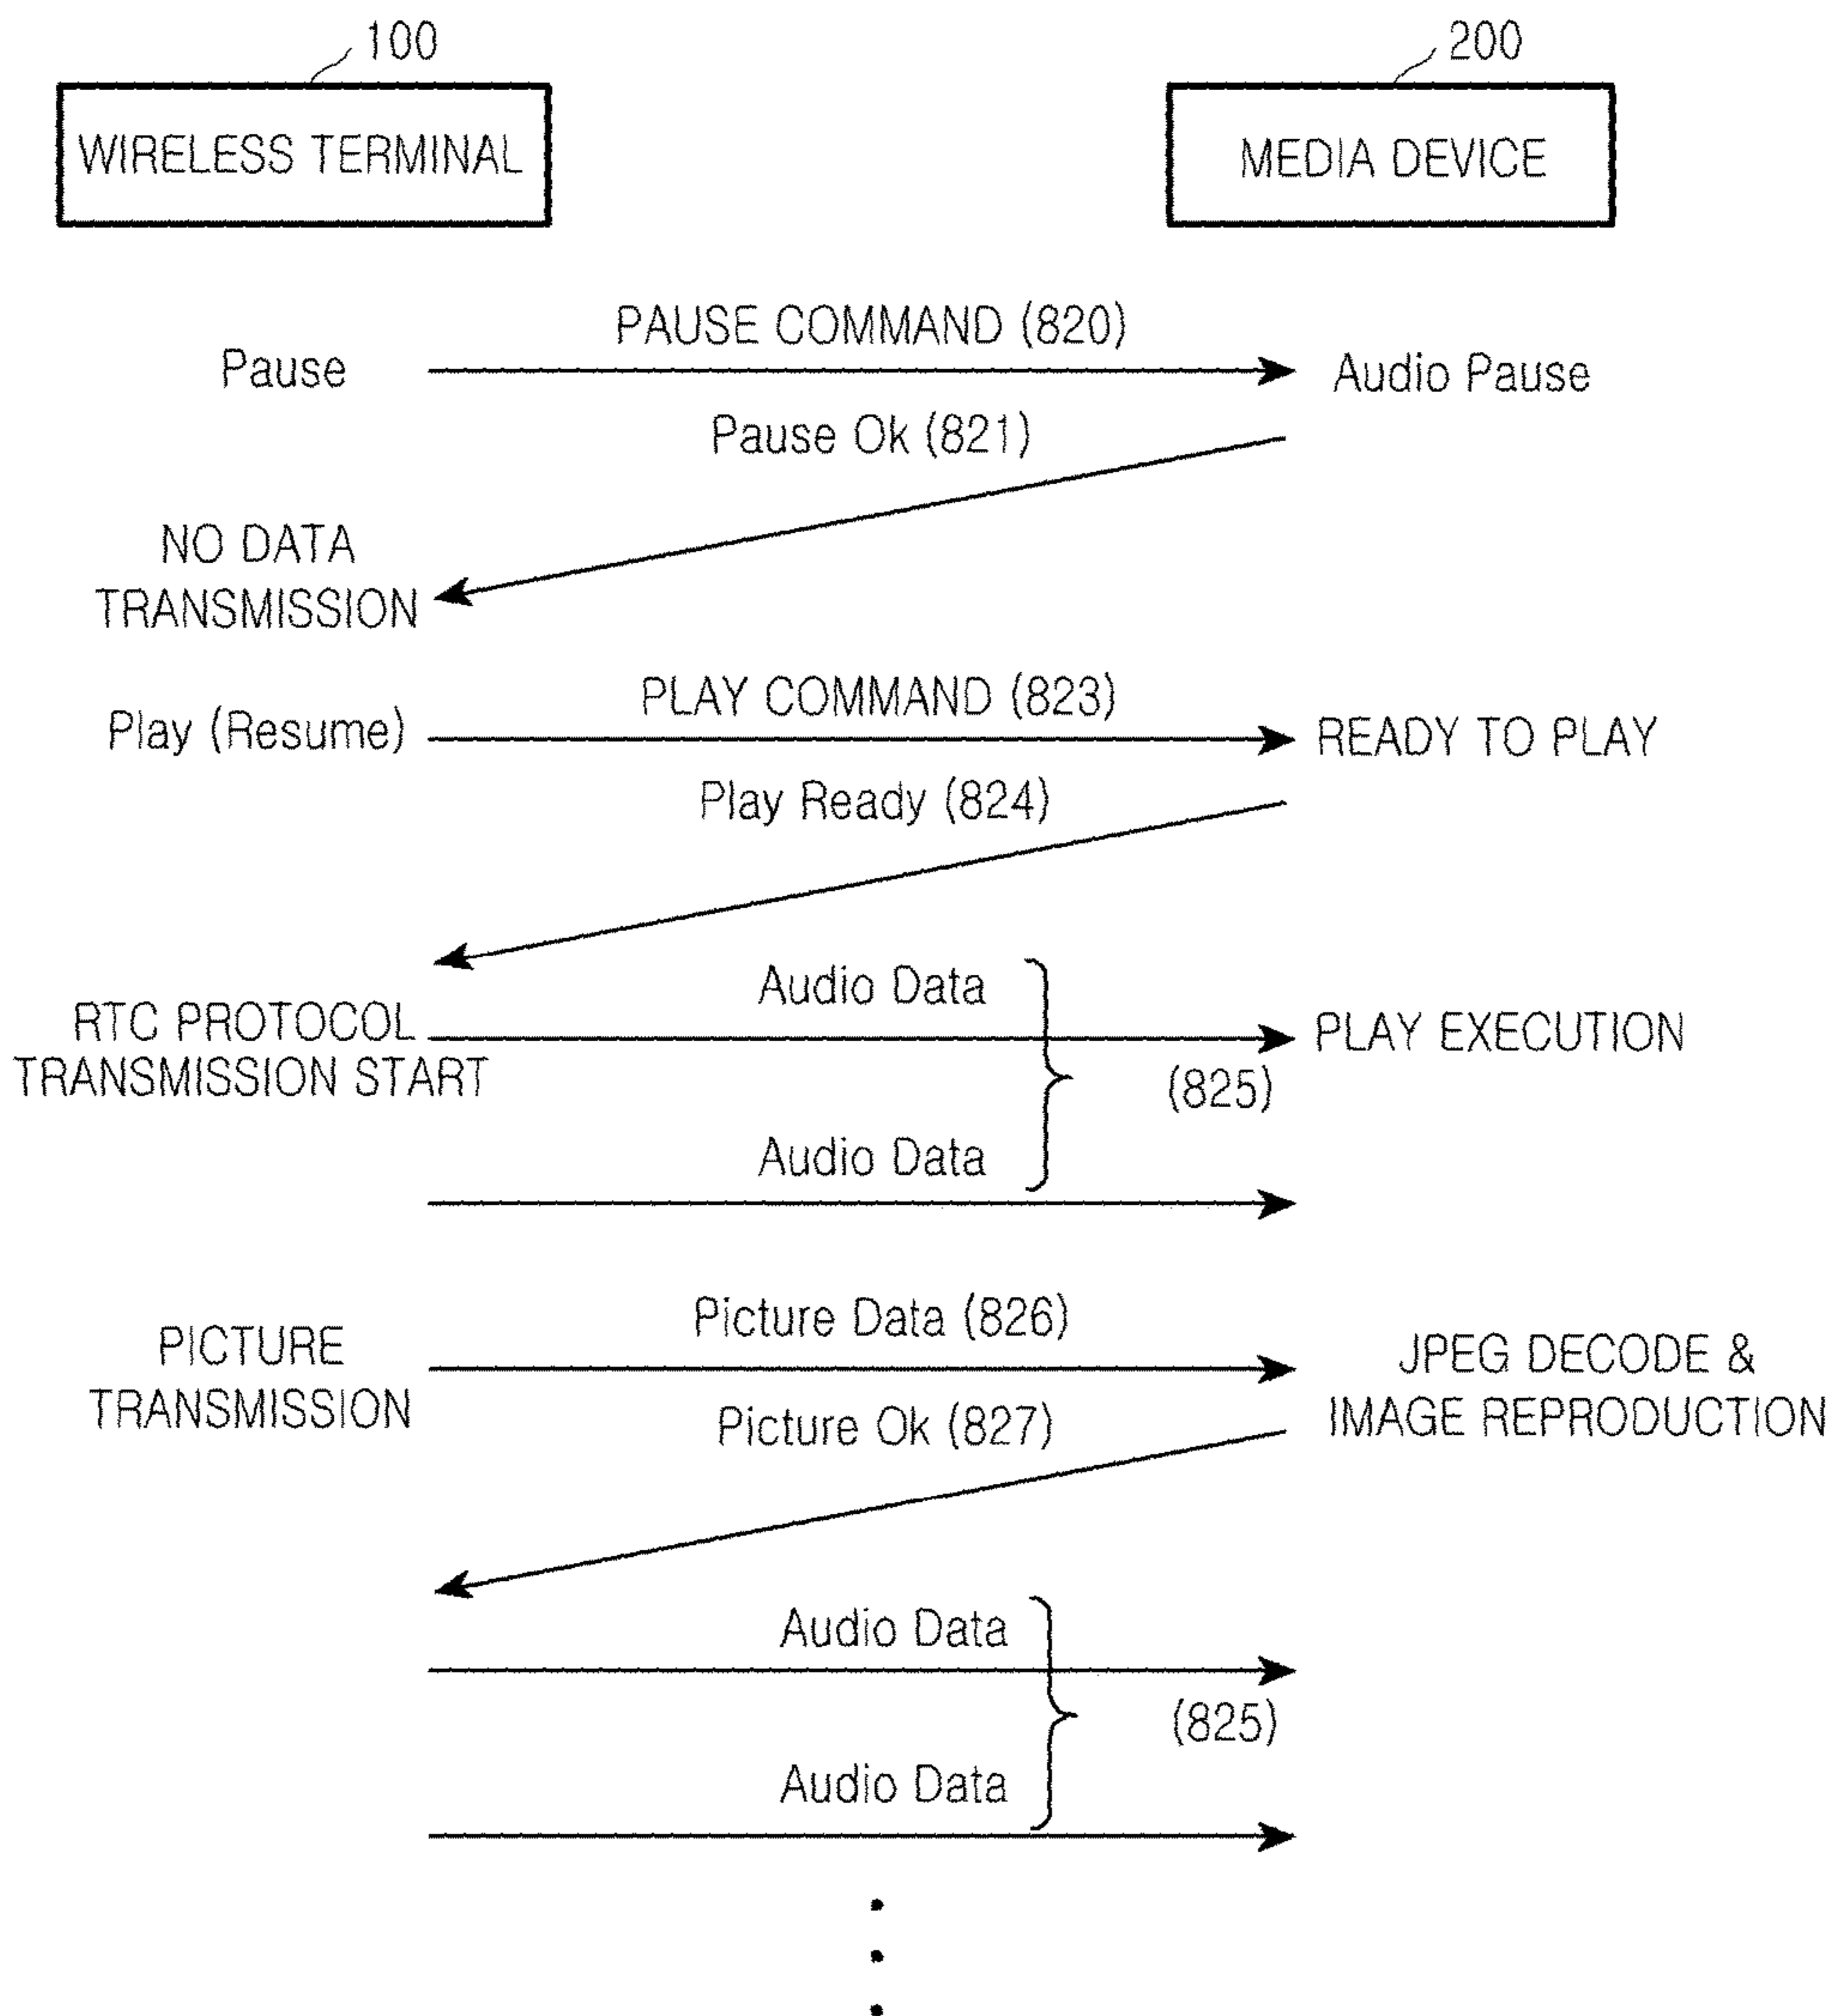 100
200
WIRELESS TERMINAL
MEDIA DEVICE
PAUSE COMMAND (820)
Pause
Audio Pause
Pause Ok (821)
NO DATA
TRANSMISSION
PLAY COMMAND (823)
Play (Resume)
READY TO PLAY
Play Ready (824)
Audio Data
RTC PROTOCOL
TRANSMISSION START
PLAY EXECUTION
(825)
Audio Data
Picture Data (826)
PICTURE
TRANSMISSION
JPEG DECODE &
IMAGE REPRODUCTION
Picture Ok (827)
Audio Data
(825)
Audio Data